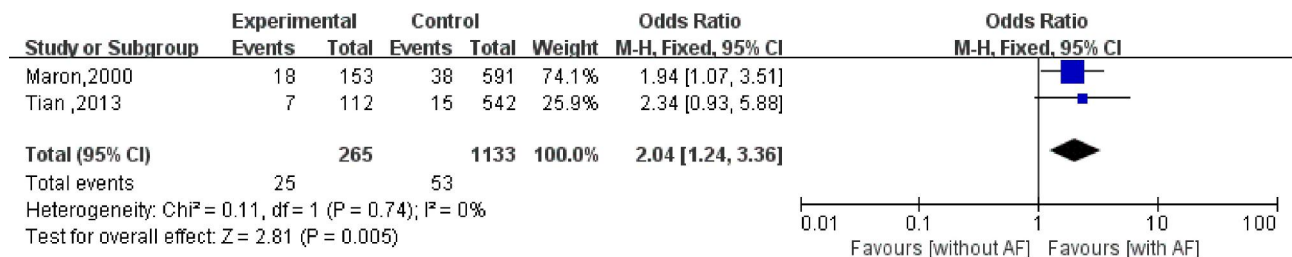 Experimental Control Odds Ratio Odds Ratio
Study or Subgroup Events Total Events Total Weight M-H, Fixed, 95% CI M-H, Fixed, 95% CI
Maron,2000 18 153 38 591 74.1% 1.94 [1.07, 3.51]
Tian ,2013 7 112 15 542 25.9% 2.34 [0.93, 5.88]
Total (95% CI) 265 1133 100.0% 2.04 [1.24, 3.36]
Total events 25 53
Heterogeneity: Chi² = 0.11, df = 1 (P = 0.74); I² = 0%
Test for overall effect: Z = 2.81 (P = 0.005)
0.01 0.1 1 10 100
Favours [without AF] Favours [with AF]